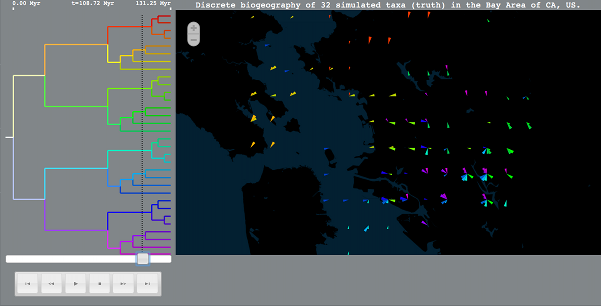 0.00 Myr t=108.72 Myr 131.25 Myr
Discrete biogeography of 32 simulated taxa (truth) in the Bay Area of CA, US.